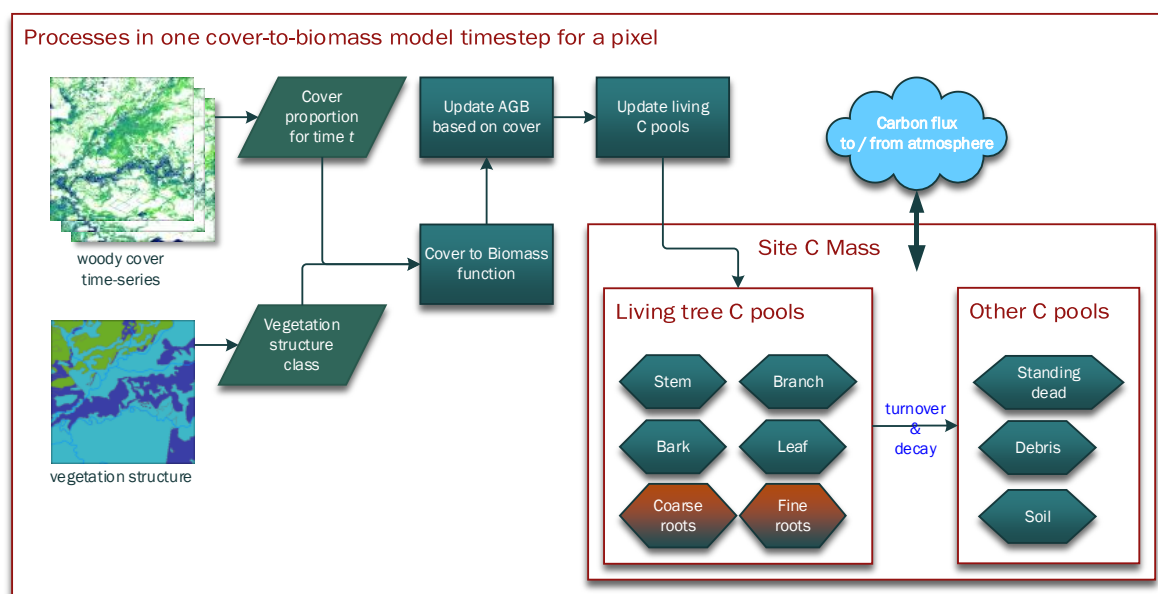 Processes in one cover-to-biomass model timestep for a pixel
Cover
proportion
for time t
Update AGB
based on cover
Update living
C pools
Carbon flux
to / from atmosphere
woody cover
time-series
Cover to Biomass
function
Vegetation
structure
class
vegetation structure
Site C Mass
Living tree C pools
Stem
Branch
Bark
Leaf
Coarse
roots
Fine
roots
turnover
&
decay
Other C pools
Standing
dead
Debris
Soil